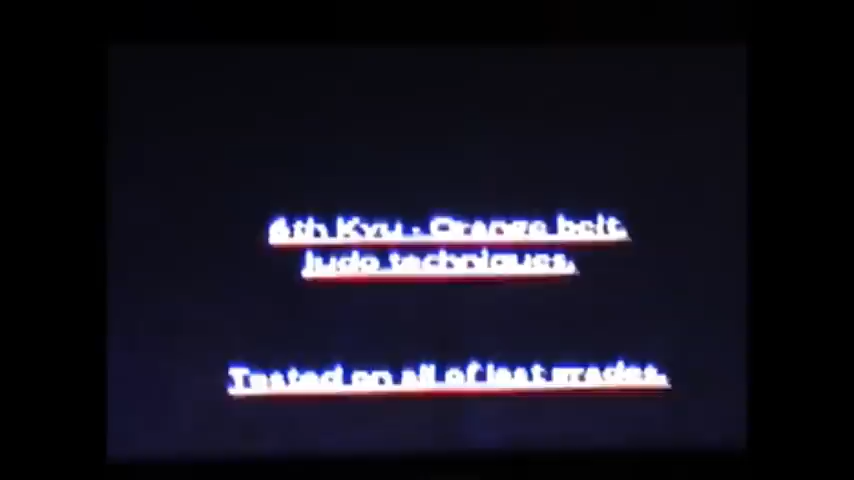 6th Kyu - Orange belt
Judo techniques.
Tested on all of last grades.